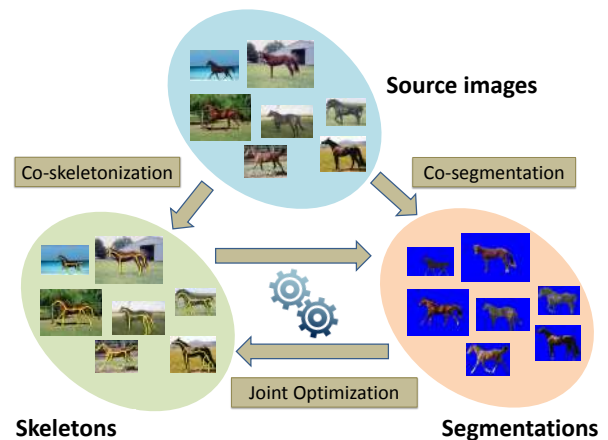 Source images
Co-skeletonization
Co-segmentation
Joint Optimization
Skeletons
Segmentations